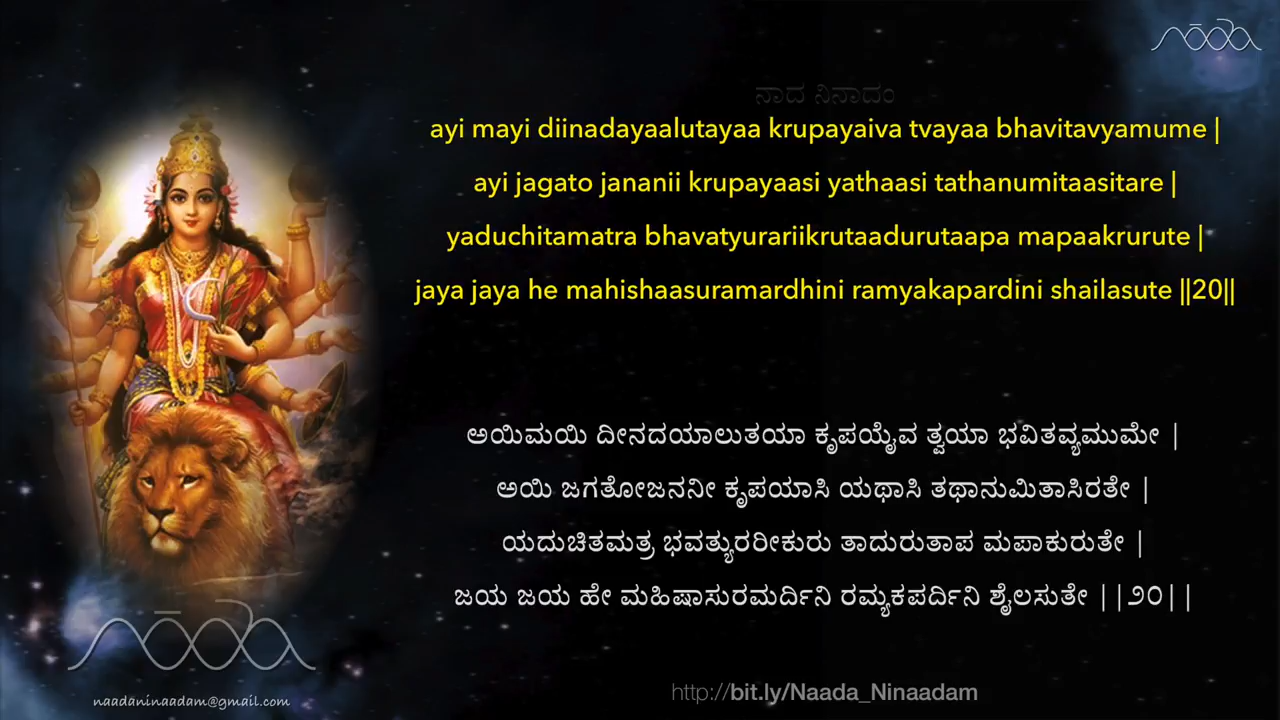 nāda
ನಾದ ನಿನಾದಂ
ayi mayi diinadayaalutayaa krupayaiva tvayaa bhavitavyamume |
ayi jagato jananii krupayaasi yathaasi tathanumitaasitare |
yaduchitamatra bhavatyurariikrutaadurutaapa mapaakrurute |
jaya jaya he mahishaasuramardhini ramyakapardini shailasute ||20||
ಅಯಿಮಯಿ ದೀನದಯಾಲುತಯಾ ಕೃಪಯೈವ ತ್ವಯಾ ಭವಿತವ್ಯಮುಮೇ |
ಅಯಿ ಜಗತೋಜನನೀ ಕೃಪಯಾಸಿ ಯಥಾಸಿ ತಥಾನುಮಿತಾಸಿರತೇ |
ಯದುಚಿತಮತ್ರ ಭವತ್ಯುರರೀಕುರು ತಾದುರುತಾಪ ಮಪಾಕುರುತೇ |
ಜಯ ಜಯ ಹೇ ಮಹಿಷಾಸುರಮರ್ದಿನಿ ರಮ್ಯಕಪರ್ದಿನಿ ಶೈಲಸುತೇ ||೨೦||
nāda
naadaninaadam@gmail.com
http://bit.ly/Naada_Ninaadam